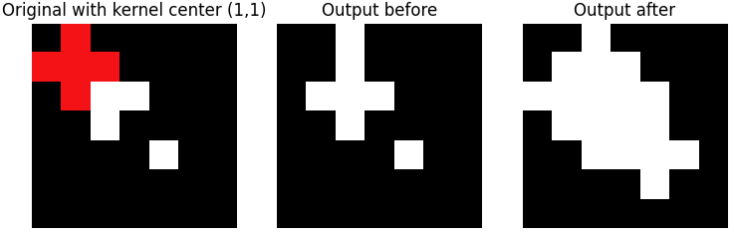 Original with kernel center (1,1)
Output before
Output after